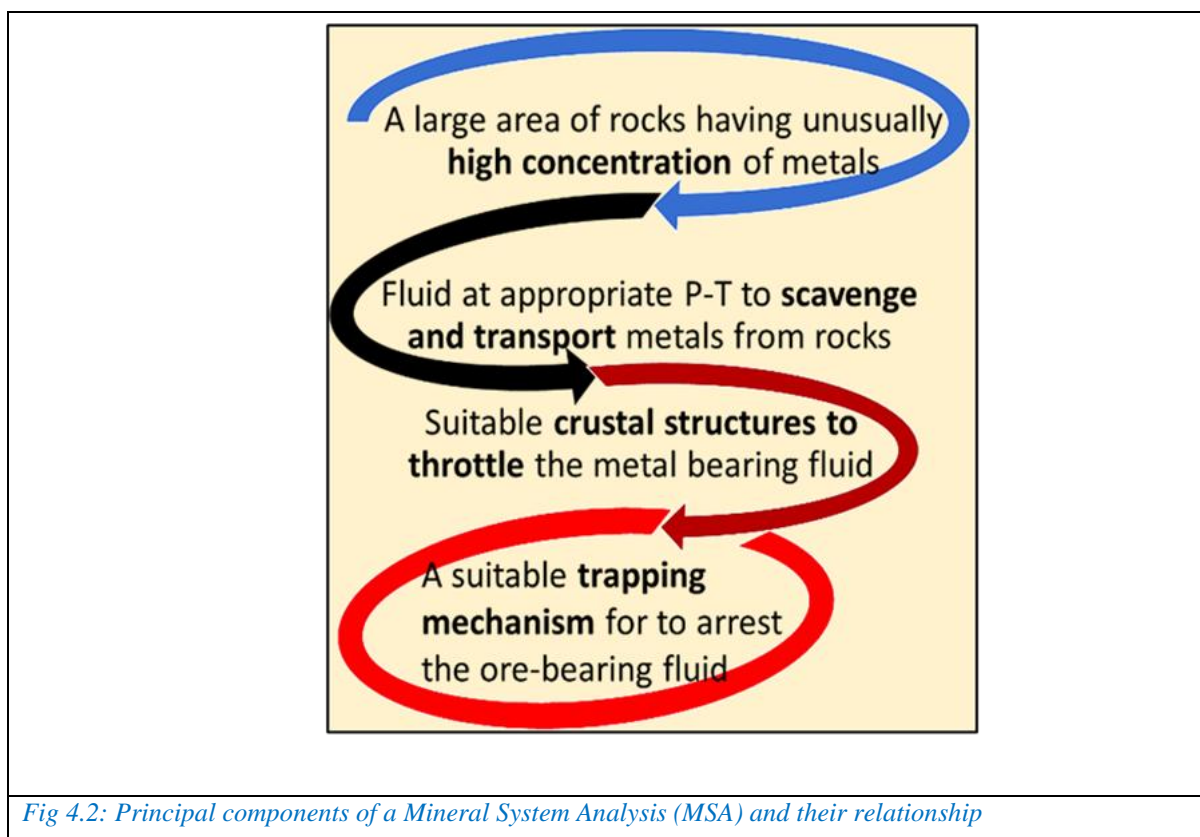 A large area of rocks having unusually
high concentration of metals
Fluid at appropriate P-T to scavenge
and transport metals from rocks
Suitable crustal structures to
throttle the metal bearing fluid
A suitable trapping
mechanism for to arrest
the ore-bearing fluid
Fig 4.2: Principal components of a Mineral System Analysis (MSA) and their relationship